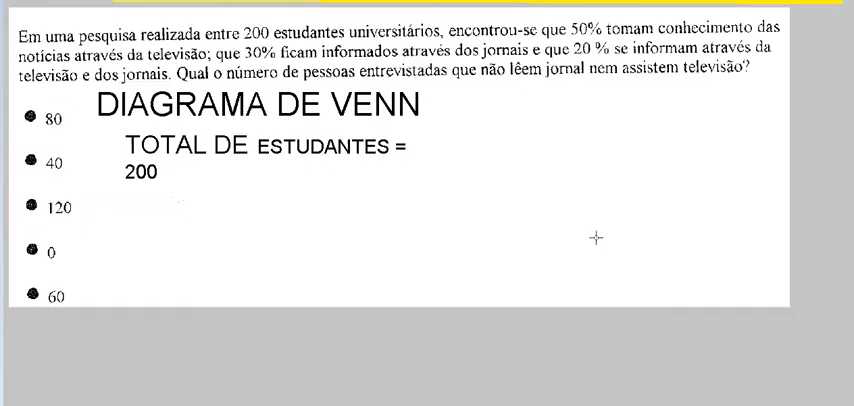 Em uma pesquisa realizada entre 200 estudantes universitários, encontrou-se que 50% tomam conhecimento das
notícias através da televisão; que 30% ficam informados através dos jornais e que 20 % se informam através da
televisão e dos jornais. Qual o número de pessoas entrevistadas que não lêem jornal nem assistem televisão?
DIAGRAMA DE VENN
80
TOTAL DE ESTUDANTES =
40
200
120
0
60